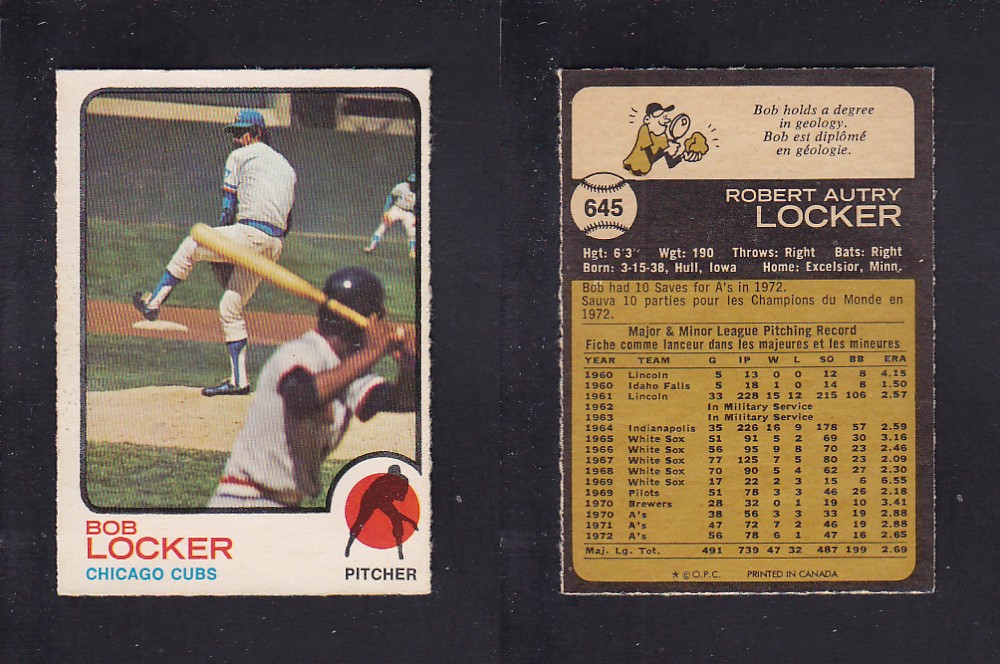 BOB
LOCKER
CHICAGO CUBS
PITCHER
Bob holds a degree
in geology.
Bob est diplômé
en géologie.
645
ROBERT AUTRY
LOCKER
Hgt: 6'3" Wgt: 190 Throws: Right Bats: Right
Born: 3-15-38, Hull, Iowa Home: Excelsior, Minn.
Bob had 10 Saves for A's in 1972.
Sauva 10 parties pour les Champions du Monde en
1972.
Major & Minor League Pitching Record
Fiche comme lanceur dans les majeures et les mineures
YEAR TEAM G IP W L SO BB ERA
1960 Lincoln 5 13 0 0 12 8 4.15
1960 Idaho Falls 5 18 1 0 14 8 1.50
1961 Lincoln 33 228 15 12 215 106 2.57
1962 In Military Service
1963 In Military Service
1964 Indianapolis 35 226 16 9 178 57 2.59
1965 White Sox 51 91 5 2 69 30 3.16
1966 White Sox 56 95 9 8 70 23 2.46
1967 White Sox 77 125 7 5 80 23 2.09
1968 White Sox 70 90 5 4 62 27 2.30
1969 White Sox 17 22 2 3 15 6 6.55
1969 Pilots 51 78 3 3 46 26 2.18
1970 Brewers 28 32 0 1 19 10 3.41
1970 A's 38 56 3 3 33 19 2.88
1971 A's 47 72 7 2 46 19 2.88
1972 A's 56 78 6 1 47 16 2.65
Maj. Lg. Tot. 491 739 47 32 487 199 2.69
★ © O.P.C. PRINTED IN CANADA